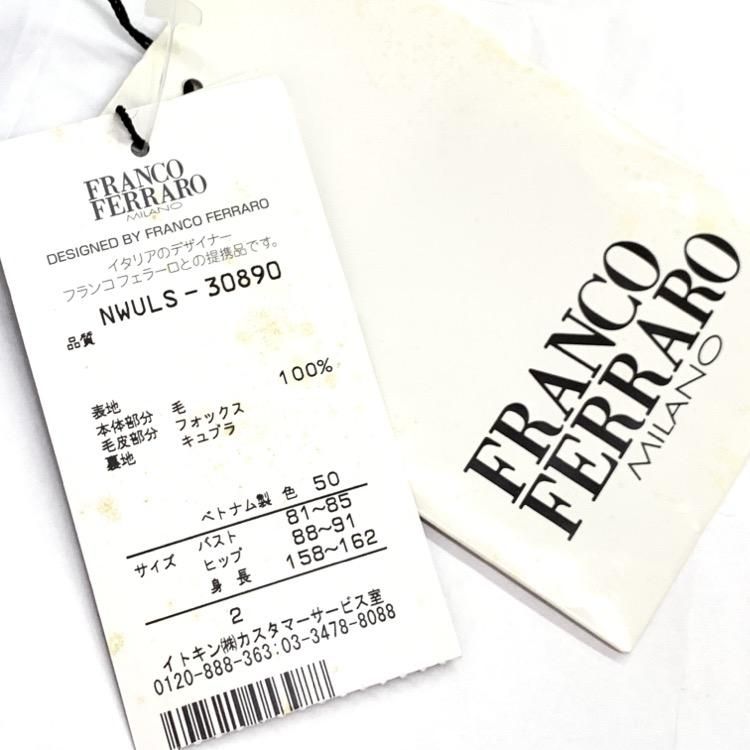 FRANCO
FERRARO
MILANO
DESIGNED BY FRANCO FERRARO
イタリアのデザイナー
フランコ フェラーロとの提携品です。
NWULS-30890
品質
100%
表地
本体部分 毛
毛皮部分 フォックス
裏地 キュプラ
ベトナム製 色 50
サイズ バスト 81~85
ヒップ 88~91
身長 158~162
2
イトキン㈱カスタマーサービス室
0120-888-363:03-3478-8088
FRANCO
FERRARO
MILANO